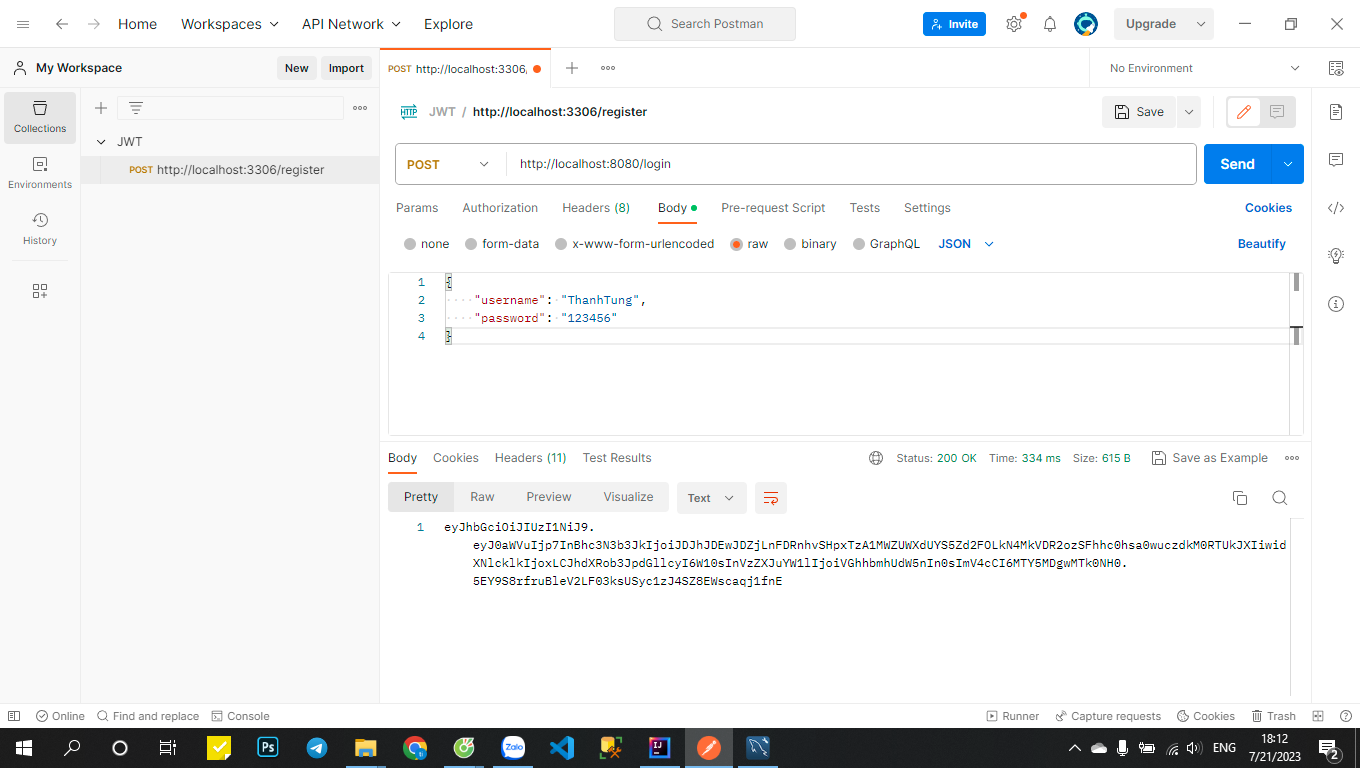 Home Workspaces API Network Explore Search Postman Invite Upgrade
My Workspace New Import POST http://localhost:3306, No Environment
JWT / http://localhost:3306/register Save
Collections
JWT
POST http://localhost:3306/register
Environments
History
POST http://localhost:8080/login Send
Params Authorization Headers (8) Body Pre-request Script Tests Settings Cookies
none form-data x-www-form-urlencoded raw binary GraphQL JSON Beautify
1 {
2 "username": "ThanhTung",
3 "password": "123456"
4 }
Body Cookies Headers (11) Test Results Status: 200 OK Time: 334 ms Size: 615 B Save as Example
Pretty Raw Preview Visualize Text
1 eyJhbGciOiJIUzI1NiJ9.
eyJ0aWVuIjp7InBhc3N3b3JkIjoiJDJhJDEwJDZjLnFDRnhvSHpxTzA1MWZUWXdUYS5Zd2FOLkN4MkVDR2ozSFhhc0hsa0wuczdkM0RTUkJXIiwid
XNlcklkIjoxLCJhdXRob3JpdGllcyI6W10sInVzZXJuYW1lIjoiVGhhbmhUdW5nIn0sImV4cCI6MTY5MDgwMTk0NH0.
5EY9S8rfruBleV2LF03ksUSyc1zJ4SZ8EWscaqj1fnE
Online Find and replace Console Runner Capture requests Cookies Trash
Ps Zalo IJ ENG 18:12
7/21/2023 2